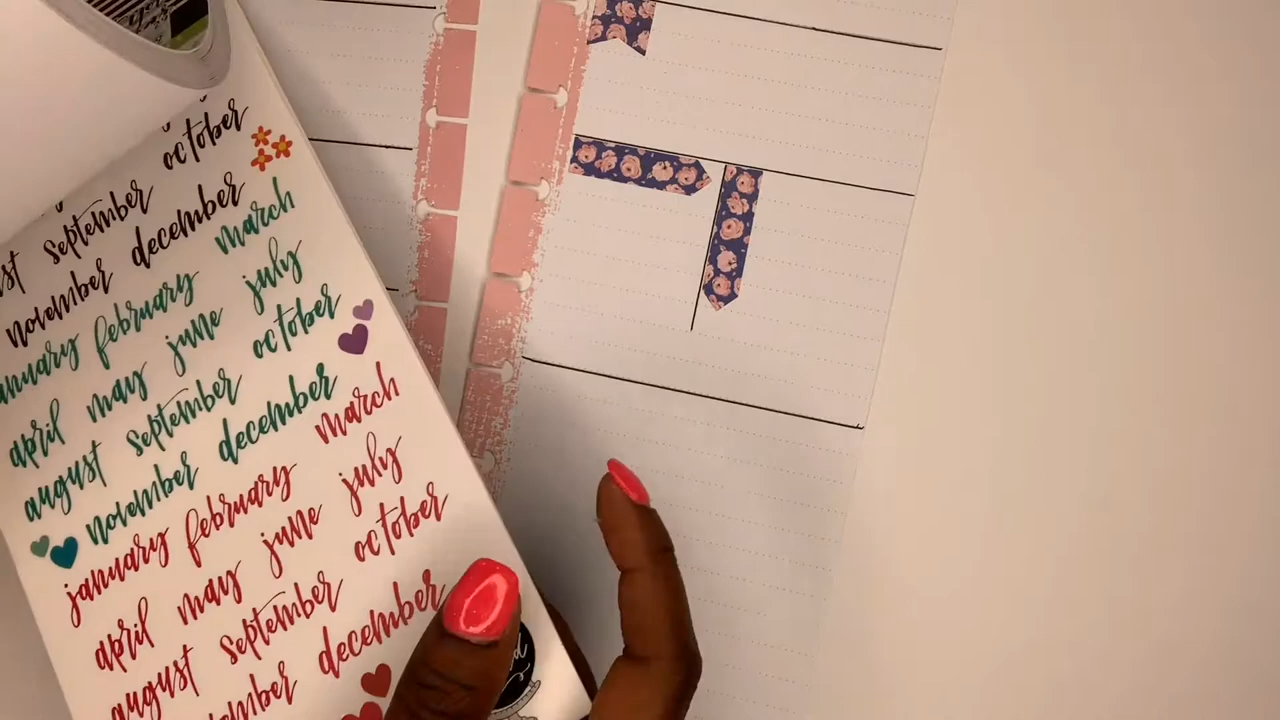 october
september
november december
march
january february
july
may june
october
april
september
august december
november
march
january february
july
april may june
october
august september
december